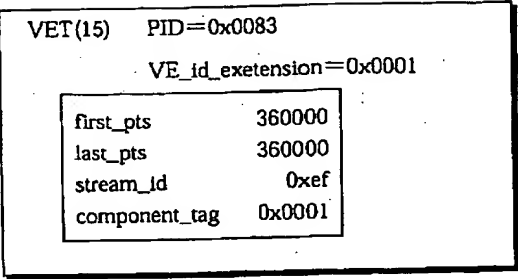 VET(15) PID=0x0083
VE_id_exetension=0x0001
first_pts 360000
last_pts 360000
stream_id 0xef
component_tag 0x0001